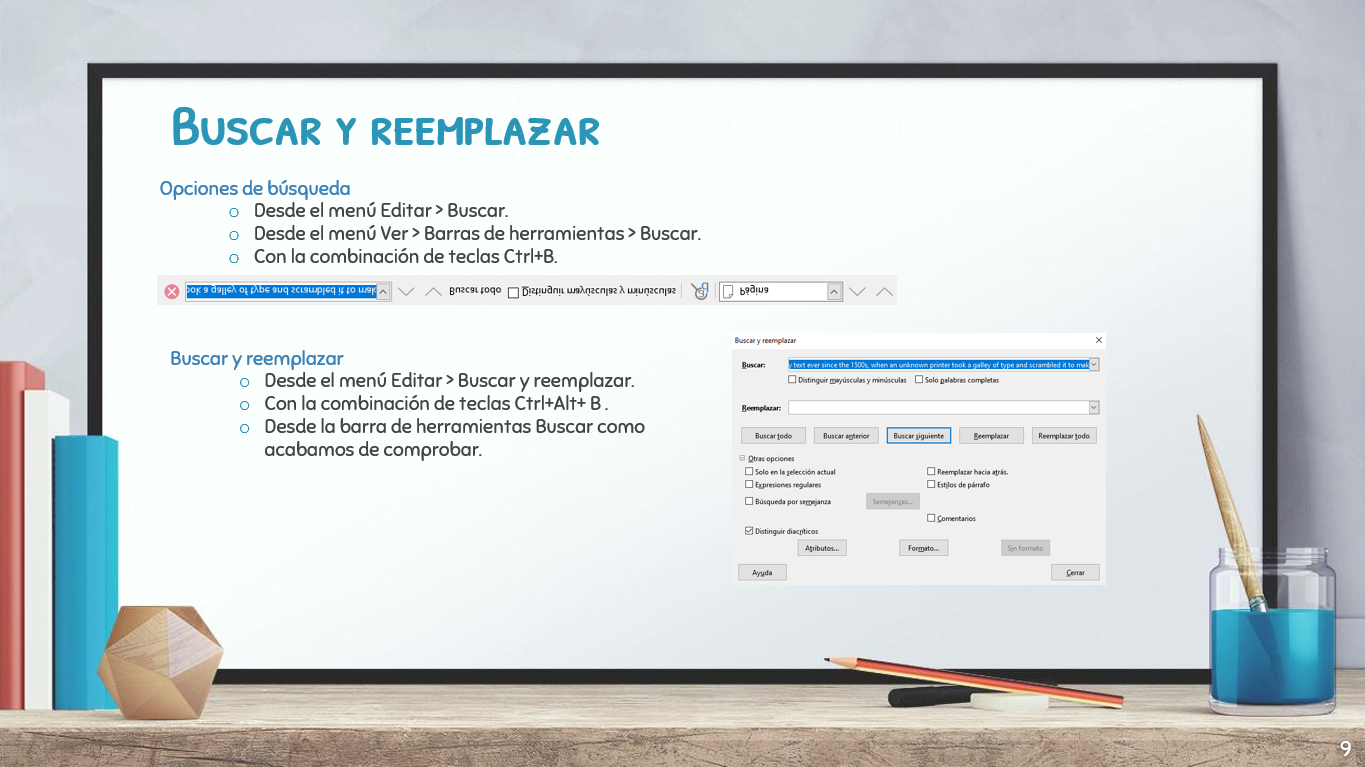 Buscar y reemplazar
Opciones de búsqueda
o Desde el menú Editar > Buscar.
o Desde el menú Ver > Barras de herramientas > Buscar.
o Con la combinación de teclas Ctrl+B.
ook a galley of type and scrambled it to mak Buscar todo Distinguir mayúsculas y minúsculas Página
Buscar y reemplazar
o Desde el menú Editar > Buscar y reemplazar.
o Con la combinación de teclas Ctrl+Alt+ B .
o Desde la barra de herramientas Buscar como
acabamos de comprobar.
Buscar y reemplazar
Buscar: y text ever since the 1500s, when an unknown printer took a galley of type and scrambled it to mak
Distinguir mayúsculas y minúsculas Solo palabras completas
Reemplazar:
Buscar todo Buscar anterior Buscar siguiente Reemplazar Reemplazar todo
Otras opciones
Solo en la selección actual Reemplazar hacia atrás.
Expresiones regulares Estilos de párrafo
Búsqueda por semejanza Semejanzas...
Comentarios
Distinguir diacríticos
Atributos... Formato... Sin formato
Ayuda Cerrar
9